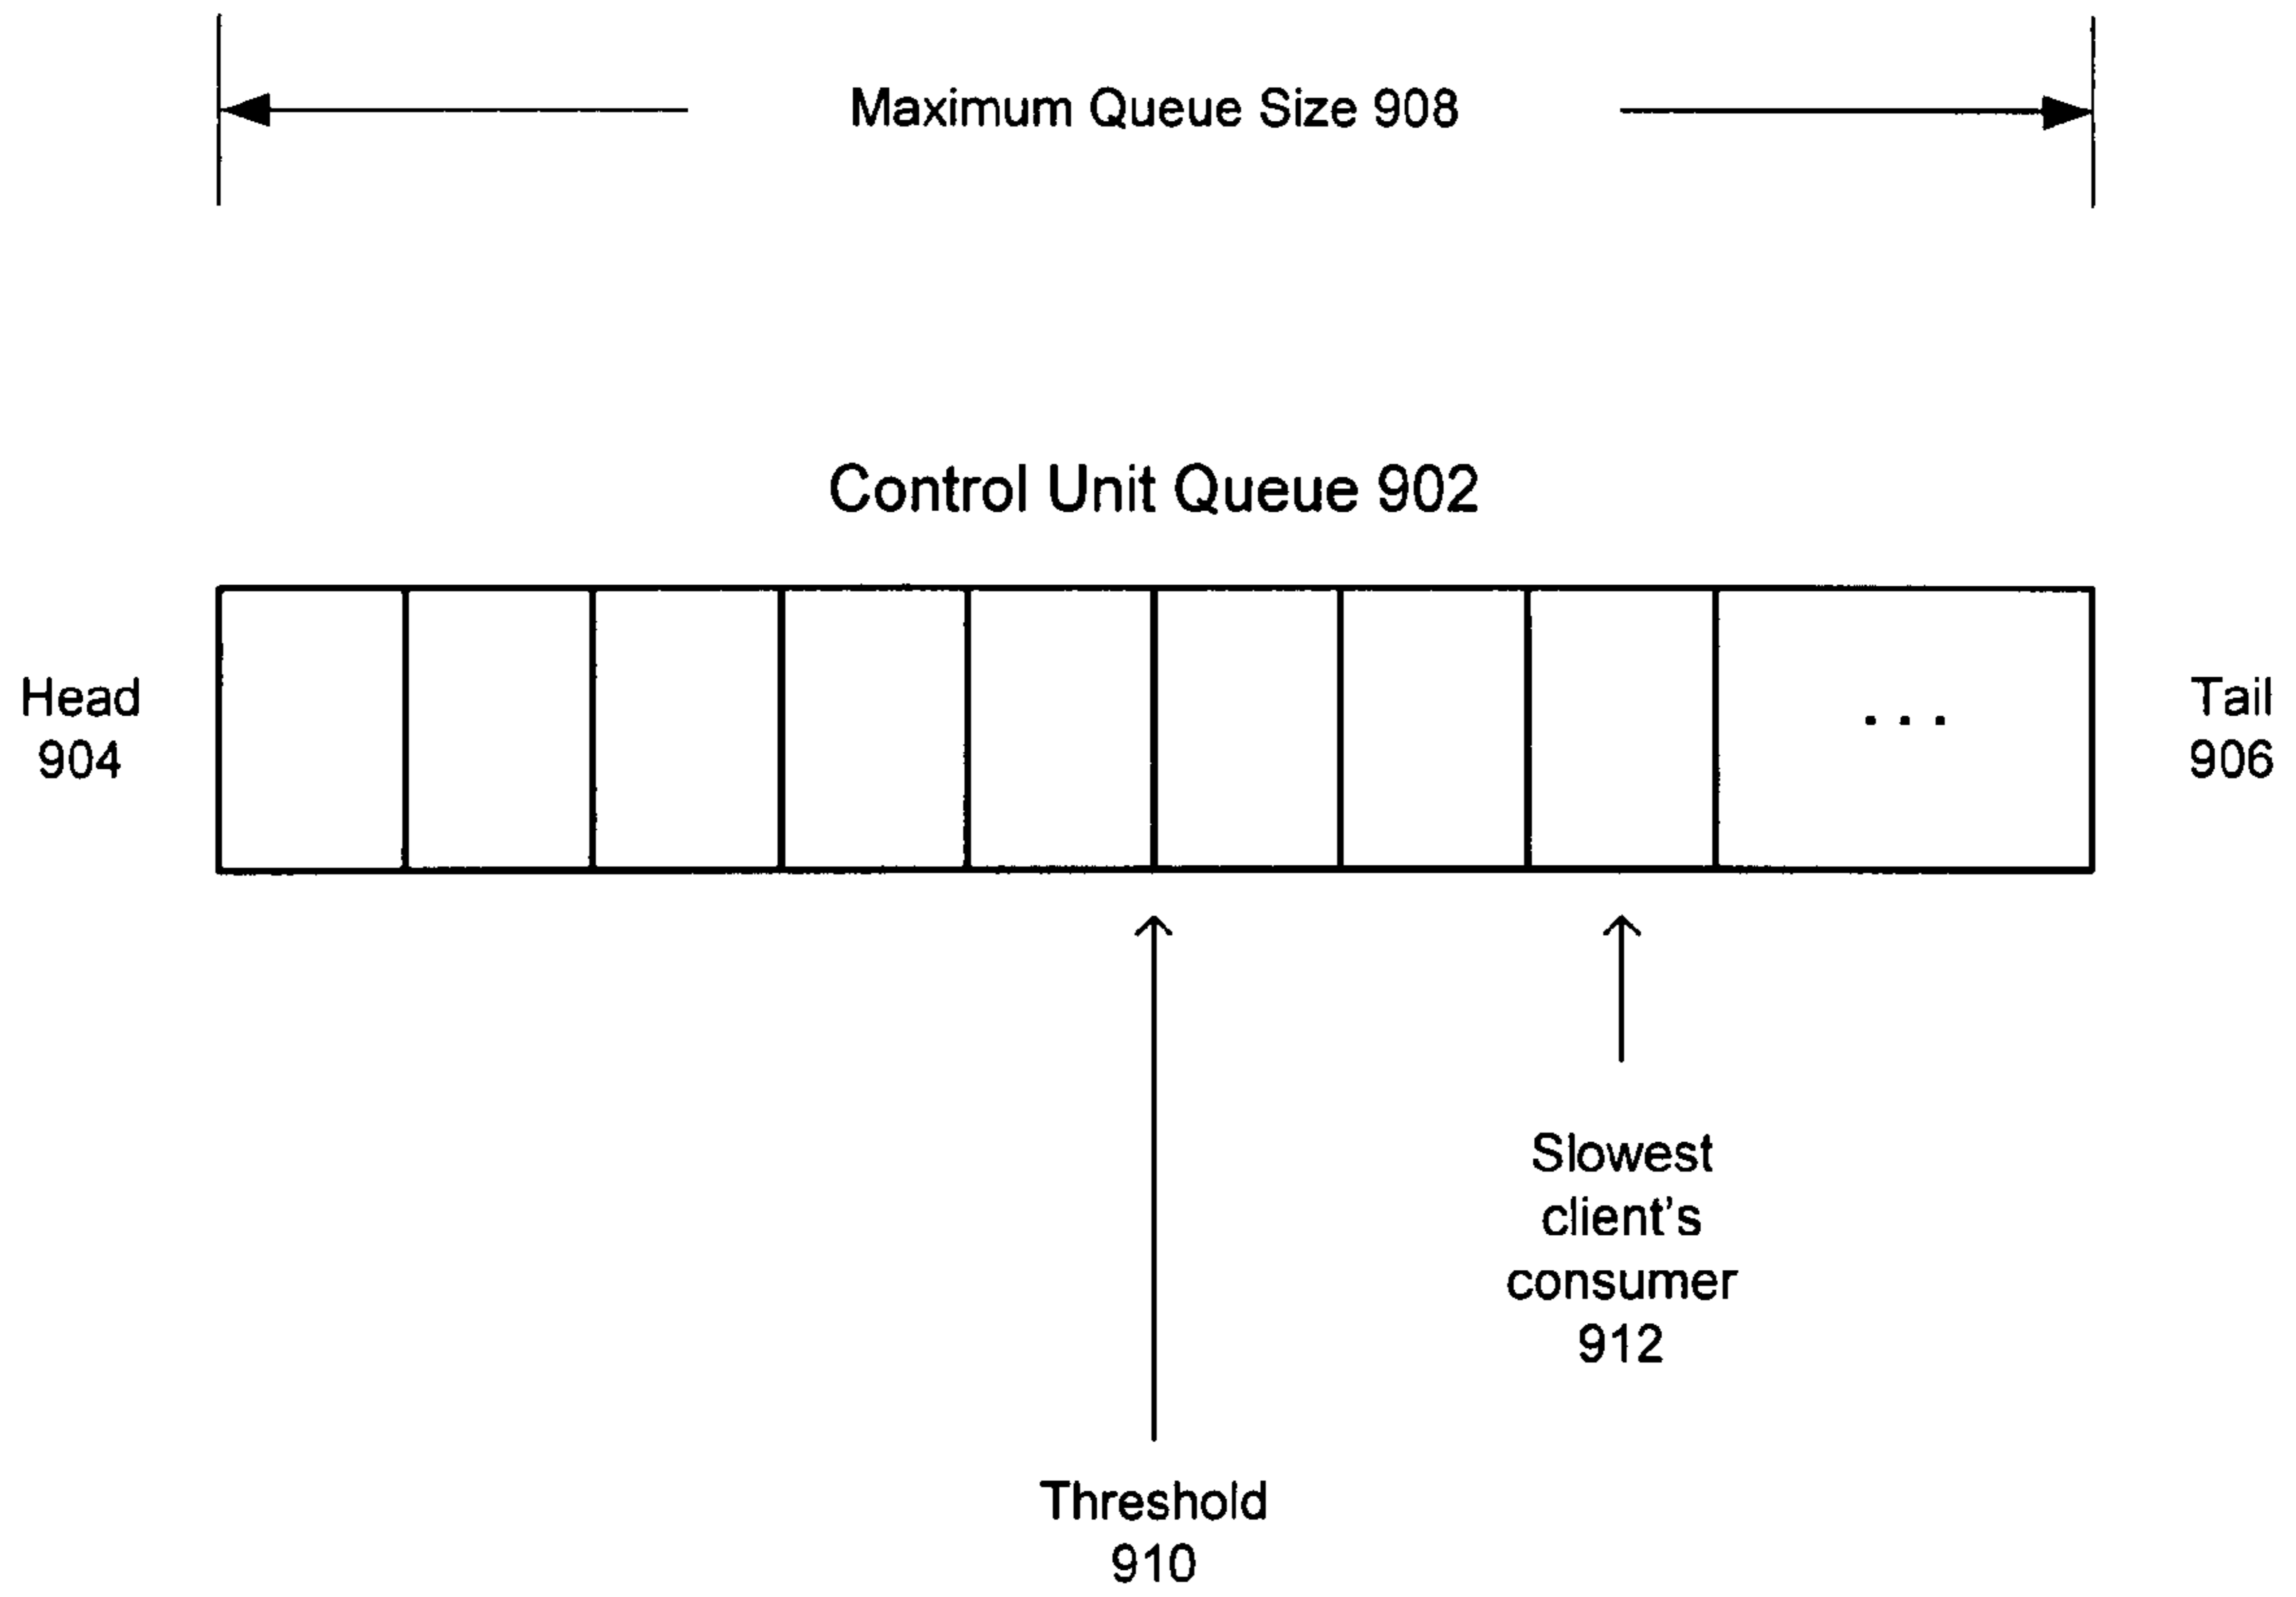 Maximum Queue Size 908
Control Unit Queue 902
Head
904
. . .
Tail
906
Slowest
client's
consumer
912
Threshold
910